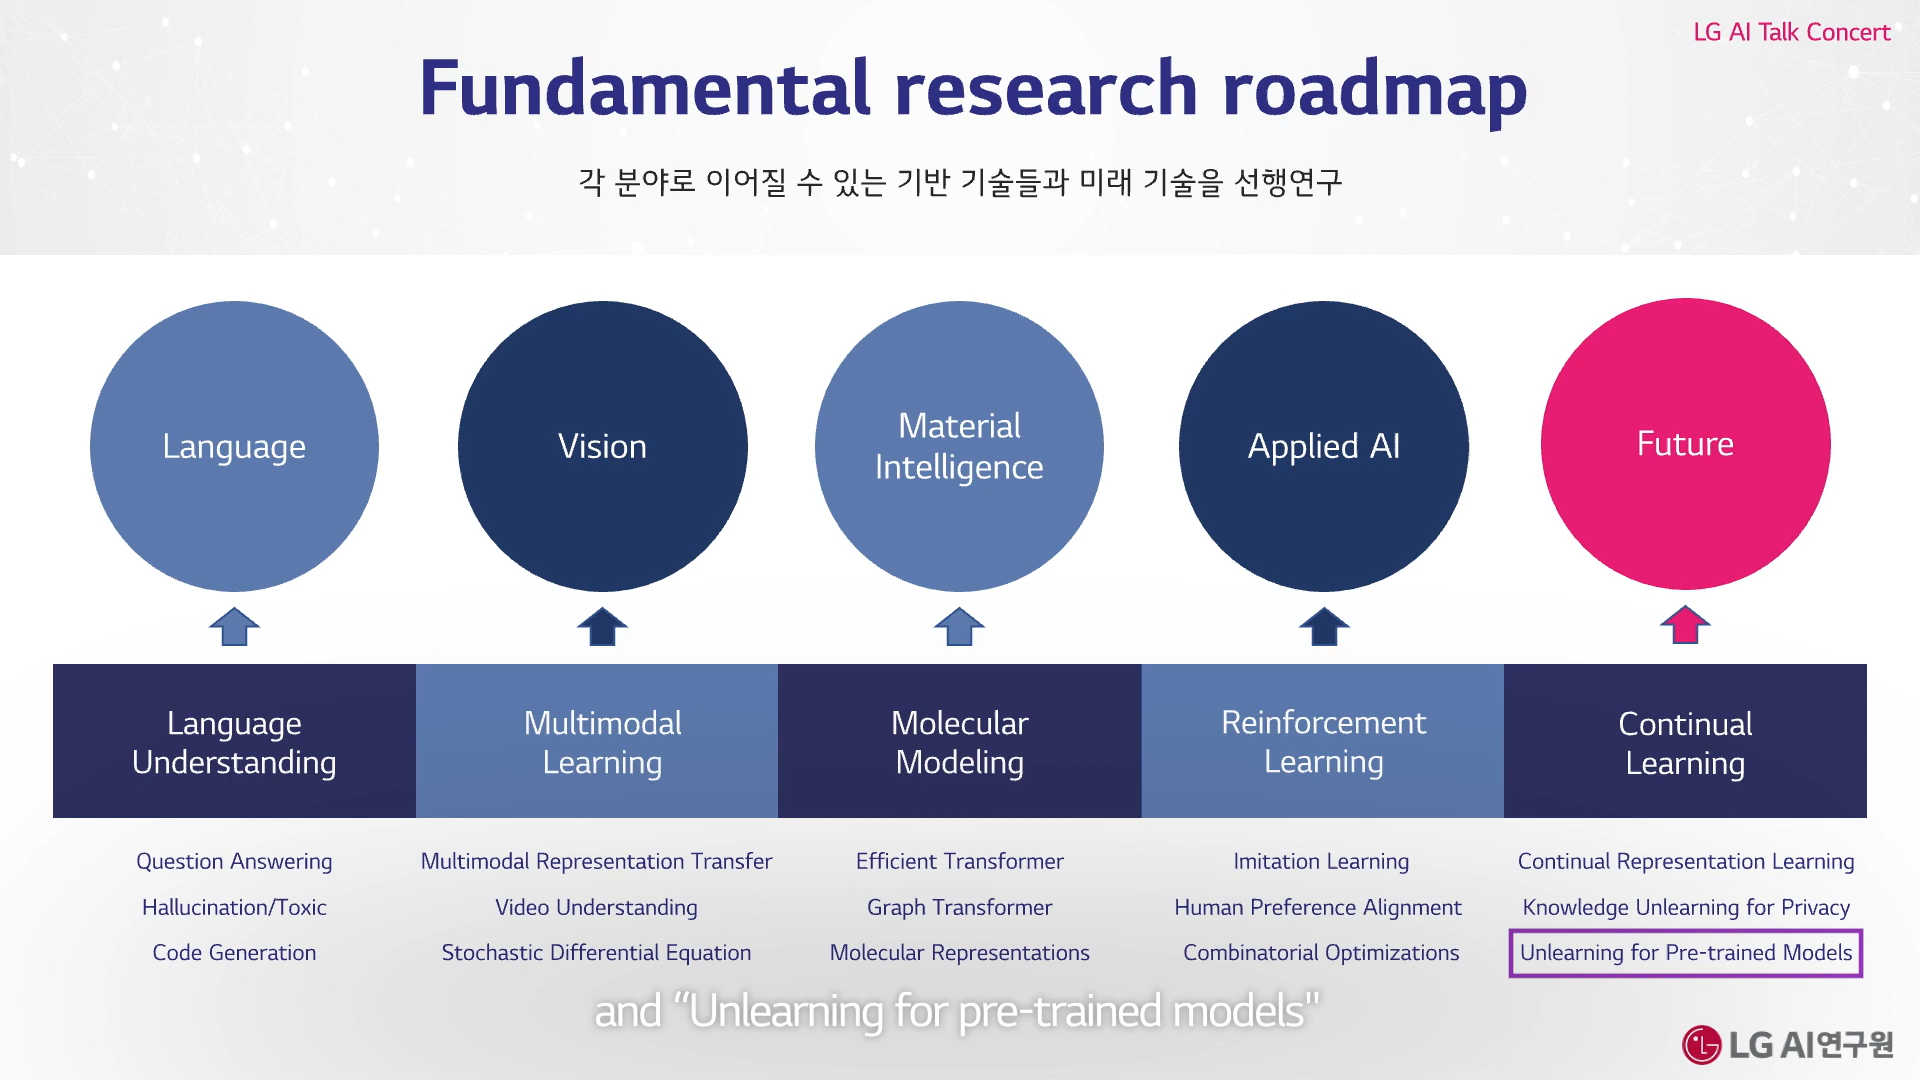 LG AI Talk Concert
Fundamental research roadmap
각 분야로 이어질 수 있는 기반 기술들과 미래 기술을 선행연구
Language
Vision
Material
Intelligence
Applied AI
Future
Language
Understanding
Multimodal
Learning
Molecular
Modeling
Reinforcement
Learning
Continual
Learning
Question Answering
Hallucination/Toxic
Code Generation
Multimodal Representation Transfer
Video Understanding
Stochastic Differential Equation
Efficient Transformer
Graph Transformer
Molecular Representations
Imitation Learning
Human Preference Alignment
Combinatorial Optimizations
Continual Representation Learning
Knowledge Unlearning for Privacy
Unlearning for Pre-trained Models
and “Unlearning for pre-trained models"
LG AI연구원